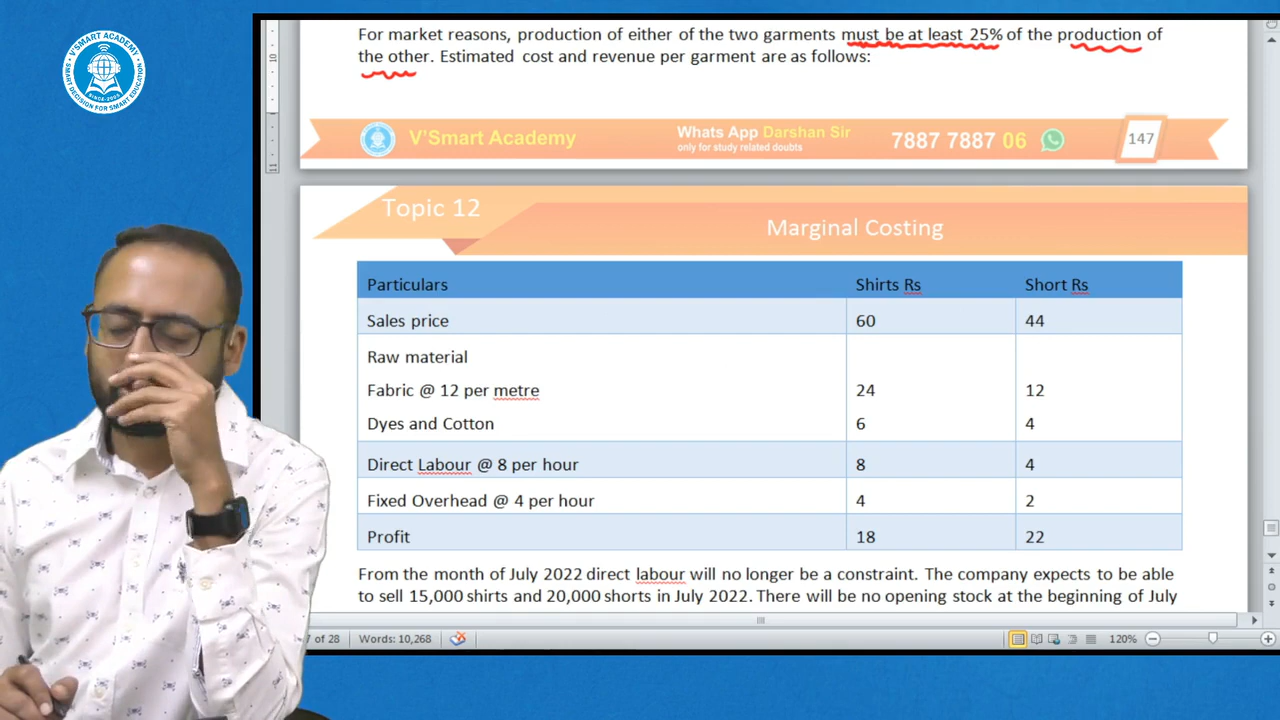 V'SMART ACADEMY
SMART DECISION FOR SMART EDUCATION
For market reasons, production of either of the two garments must be at least 25% of the production of
the other. Estimated cost and revenue per garment are as follows:
V'Smart Academy
Whats App Darshan Sir
only for study related doubts
7887 7887 06
147
Topic 12
Marginal Costing
Particulars Shirts Rs Short Rs
Sales price 60 44
Raw material
Fabric @ 12 per metre 24 12
Dyes and Cotton 6 4
Direct Labour @ 8 per hour 8 4
Fixed Overhead @ 4 per hour 4 2
Profit 18 22
From the month of July 2022 direct labour will no longer be a constraint. The company expects to be able
to sell 15,000 shirts and 20,000 shorts in July 2022. There will be no opening stock at the beginning of July
of 28 Words: 10,268 120%